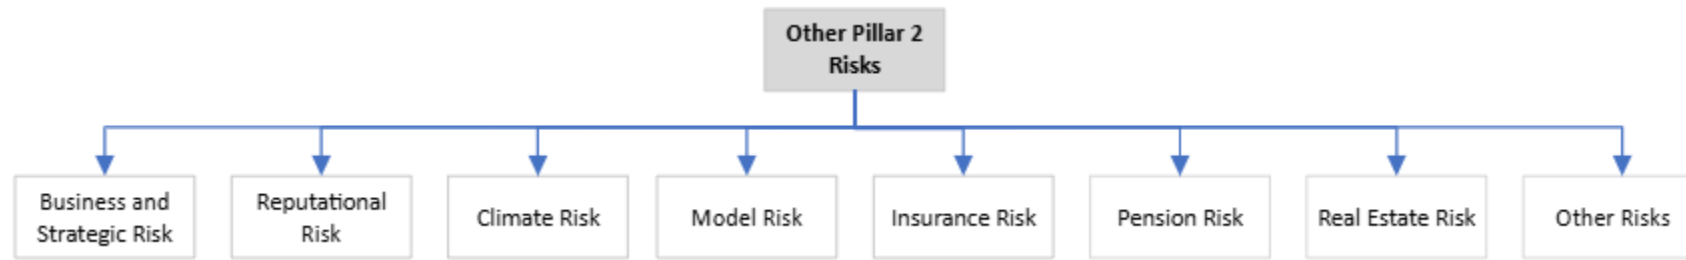 Other Pillar 2
Risks
Business and
Strategic Risk
Reputational
Risk
Climate Risk
Model Risk
Insurance Risk
Pension Risk
Real Estate Risk
Other Risks